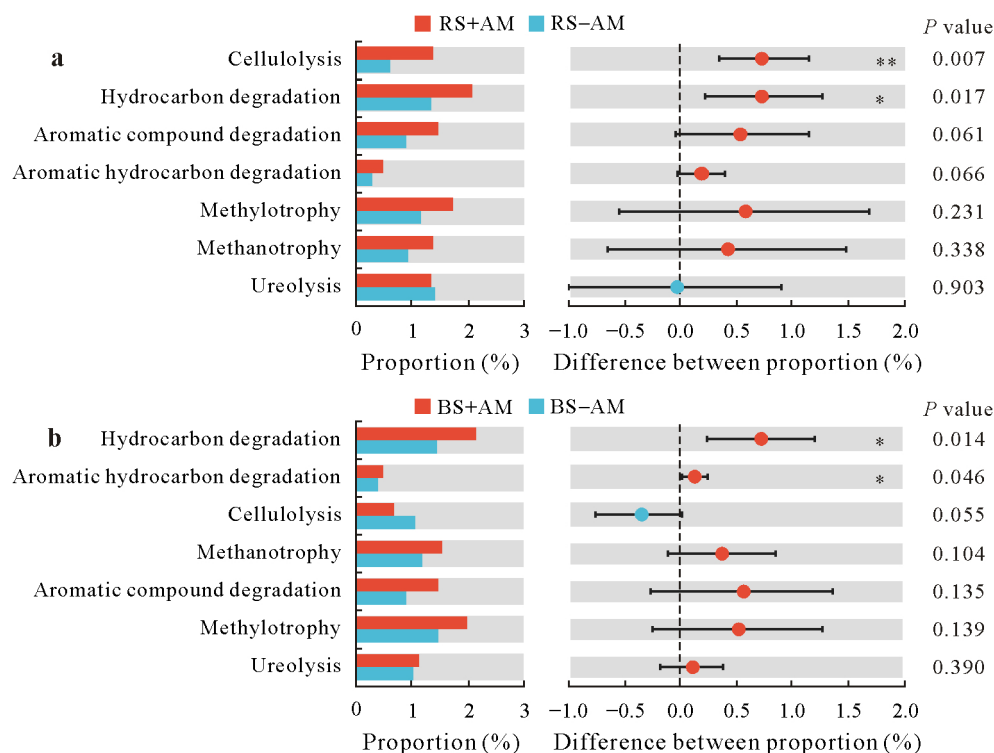 RS+AM RS−AM
P value
a
Cellulolysis ** 0.007
Hydrocarbon degradation * 0.017
Aromatic compound degradation 0.061
Aromatic hydrocarbon degradation 0.066
Methylotrophy 0.231
Methanotrophy 0.338
Ureolysis 0.903
0 1 2 3 −1.0 −0.5 0.0 0.5 1.0 1.5 2.0
Proportion (%) Difference between proportion (%)
BS+AM BS−AM
P value
b
Hydrocarbon degradation * 0.014
Aromatic hydrocarbon degradation * 0.046
Cellulolysis 0.055
Methanotrophy 0.104
Aromatic compound degradation 0.135
Methylotrophy 0.139
Ureolysis 0.390
0 1 2 3 −1.0 −0.5 0.0 0.5 1.0 1.5 2.0
Proportion (%) Difference between proportion (%)